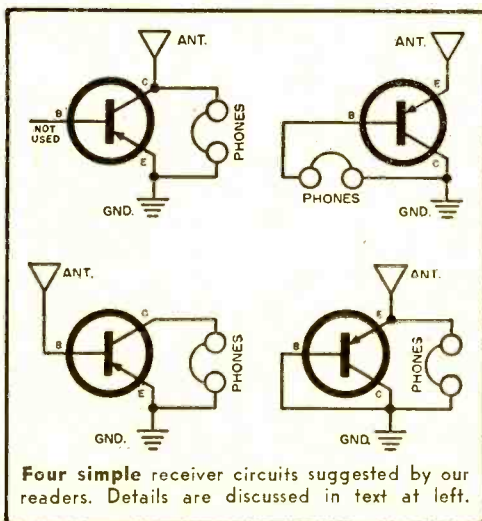 ANT.
C
B
NOT
USED
PHONES
E
GND.
ANT.
E
B
C
PHONES
GND.
ANT.
C
B
PHONES
E
GND.
ANT.
E
B
PHONES
C
GND.
Four simple receiver circuits suggested by our
readers. Details are discussed in text at left.